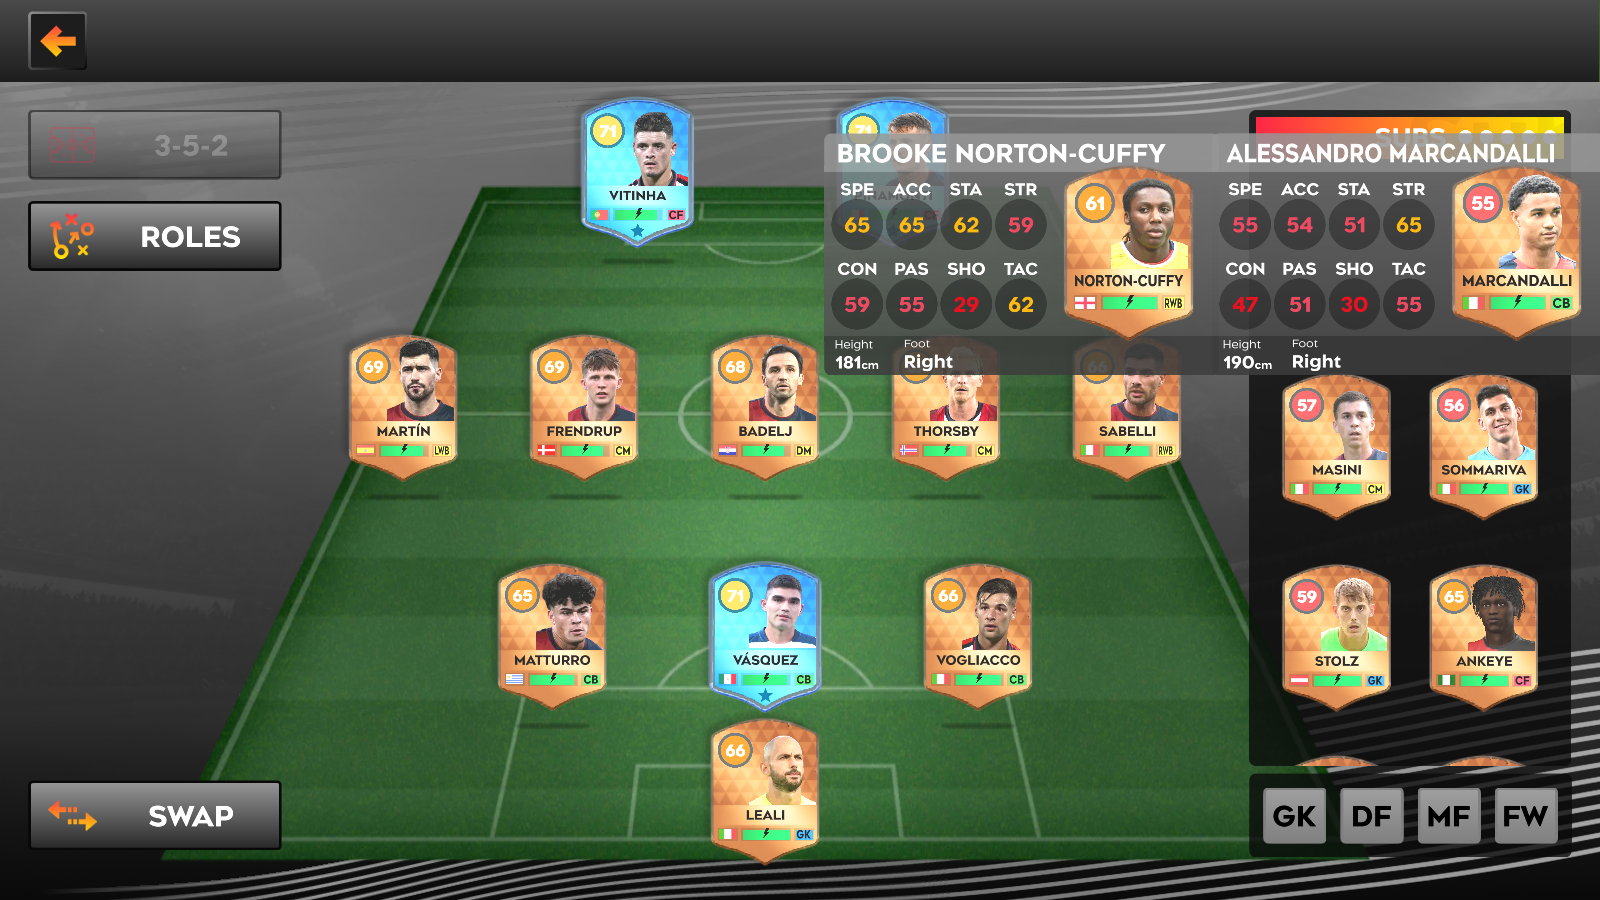 3-5-2
ROLES
SWAP
71
VITINHA
CF
71
SUBS
BROOKE NORTON-CUFFY
SPE ACC STA STR
65 65 62 59
CON PAS SHO TAC
59 55 29 62
Height Foot
181cm Right
61
NORTON-CUFFY
RWB
ALESSANDRO MARCANDALLI
SPE ACC STA STR
55 54 51 65
CON PAS SHO TAC
47 51 30 55
Height Foot
190cm Right
55
MARCANDALLI
CB
69
MARTÍN
LWB
69
FRENDRUP
CM
68
BADELJ
DM
THORSBY
CM
66
SABELLI
RWB
57
MASINI
CM
56
SOMMARIVA
GK
65
MATTURRO
CB
71
VÁSQUEZ
CB
66
VOGLIACCO
CB
59
STOLZ
GK
65
ANKEYE
CF
66
LEALI
GK
GK DF MF FW